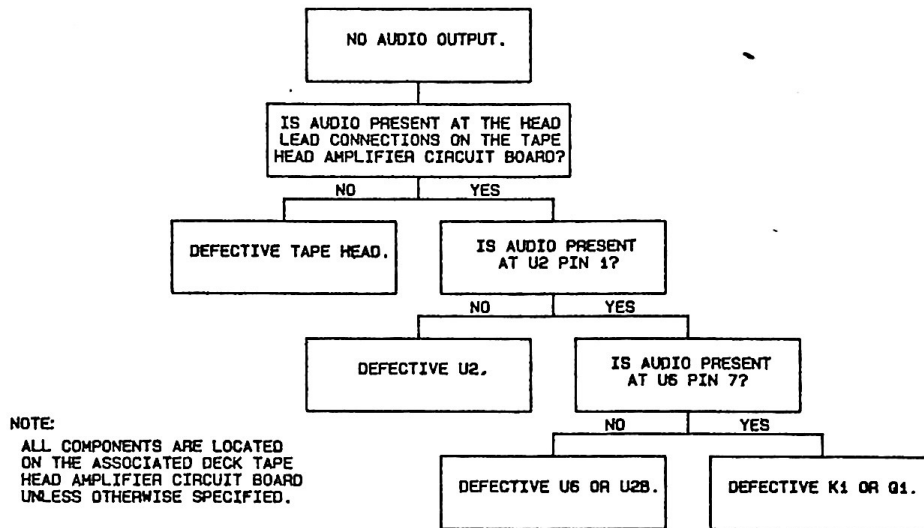 NO AUDIO OUTPUT.
IS AUDIO PRESENT AT THE HEAD
LEAD CONNECTIONS ON THE TAPE
HEAD AMPLIFIER CIRCUIT BOARD?
NO YES
DEFECTIVE TAPE HEAD.
IS AUDIO PRESENT
AT U2 PIN 1?
NO YES
DEFECTIVE U2.
IS AUDIO PRESENT
AT U6 PIN 7?
NO YES
DEFECTIVE U6 OR U2B.
DEFECTIVE K1 OR Q1.
NOTE:
ALL COMPONENTS ARE LOCATED
ON THE ASSOCIATED DECK TAPE
HEAD AMPLIFIER CIRCUIT BOARD
UNLESS OTHERWISE SPECIFIED.